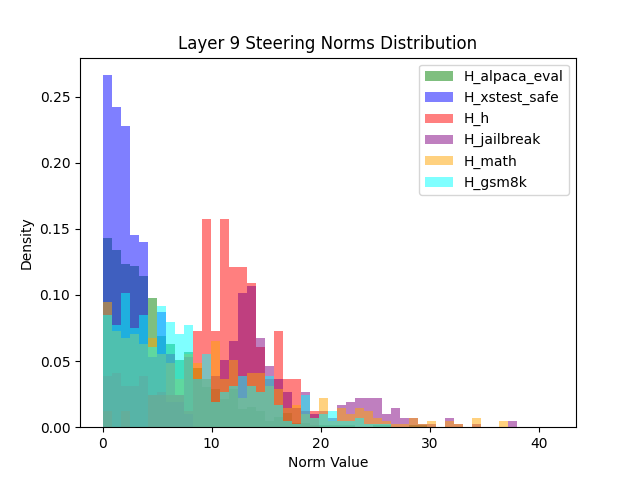 Layer 9 Steering Norms Distribution
H_alpaca_eval
H_xstest_safe
H_h
H_jailbreak
H_math
H_gsm8k
Density
0.25
0.20
0.15
0.10
0.05
0.00
0
10
20
30
40
Norm Value